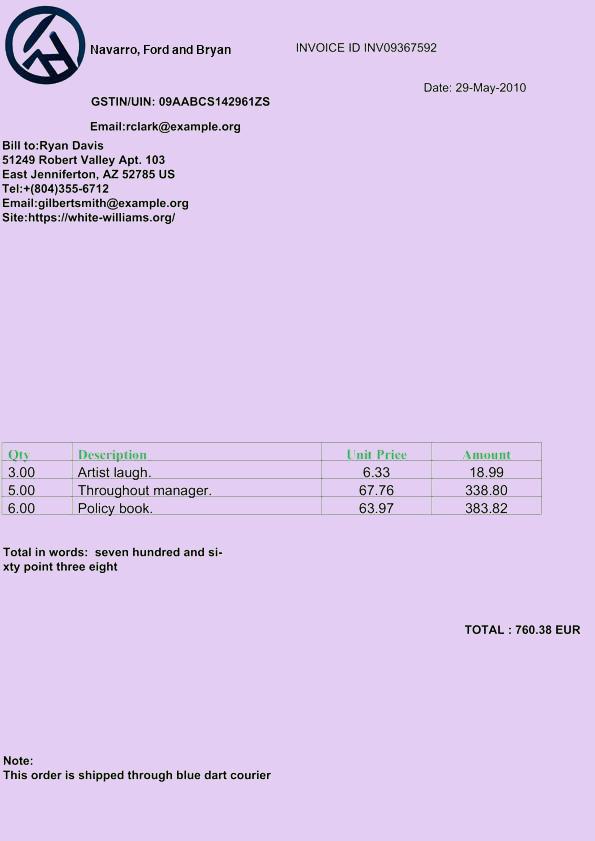 Navarro, Ford and Bryan
INVOICE ID INV09367592
Date: 29-May-2010
GSTIN/UIN: 09AABCS142961ZS
Email:rclark@example.org
Bill to:Ryan Davis
51249 Robert Valley Apt. 103
East Jenniferton, AZ 52785 US
Tel:+(804)355-6712
Email:gilbertsmith@example.org
Site:https://white-williams.org/
Qty Description Unit Price Amount
3.00 Artist laugh. 6.33 18.99
5.00 Throughout manager. 67.76 338.80
6.00 Policy book. 63.97 383.82
Total in words:  seven hundred and si-
xty point three eight
TOTAL : 760.38 EUR
Note:
This order is shipped through blue dart courier